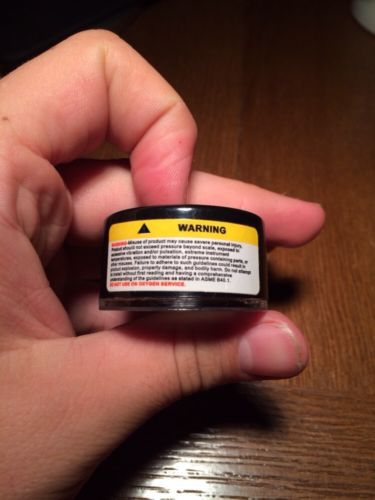 WARNING
WARNING-Misuse of product may cause severe personal injury.
Product should not exceed pressure beyond scale, exposed to
excessive vibration and/or pulsation, extreme instrument
temperatures, exposed to materials of pressure containing parts, or
other misuses. Failure to adhere to such guidelines could result in
product explosion, property damage, and bodily harm. Do not attempt
to install without first reading and having a comprehensive
understanding of the guidelines as stated in ASME B40.1.
DO NOT USE ON OXYGEN SERVICE.